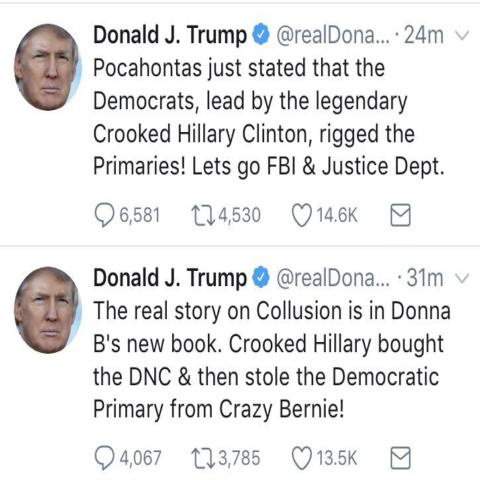 Donald J. Trump @realDona... · 24m
Pocahontas just stated that the
Democrats, lead by the legendary
Crooked Hillary Clinton, rigged the
Primaries! Lets go FBI & Justice Dept.
6,581 4,530 14.6K
Donald J. Trump @realDona... · 31m
The real story on Collusion is in Donna
B's new book. Crooked Hillary bought
the DNC & then stole the Democratic
Primary from Crazy Bernie!
4,067 3,785 13.5K